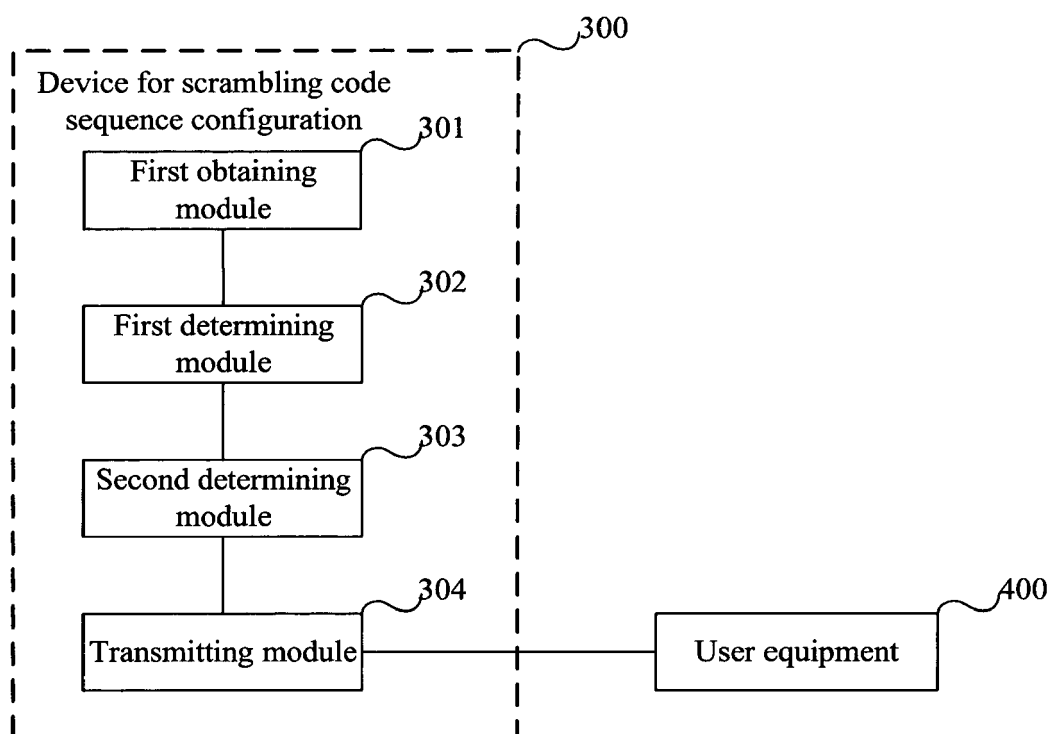 300
Device for scrambling code
sequence configuration
301
First obtaining
module
302
First determining
module
303
Second determining
module
304
Transmitting module
400
User equipment